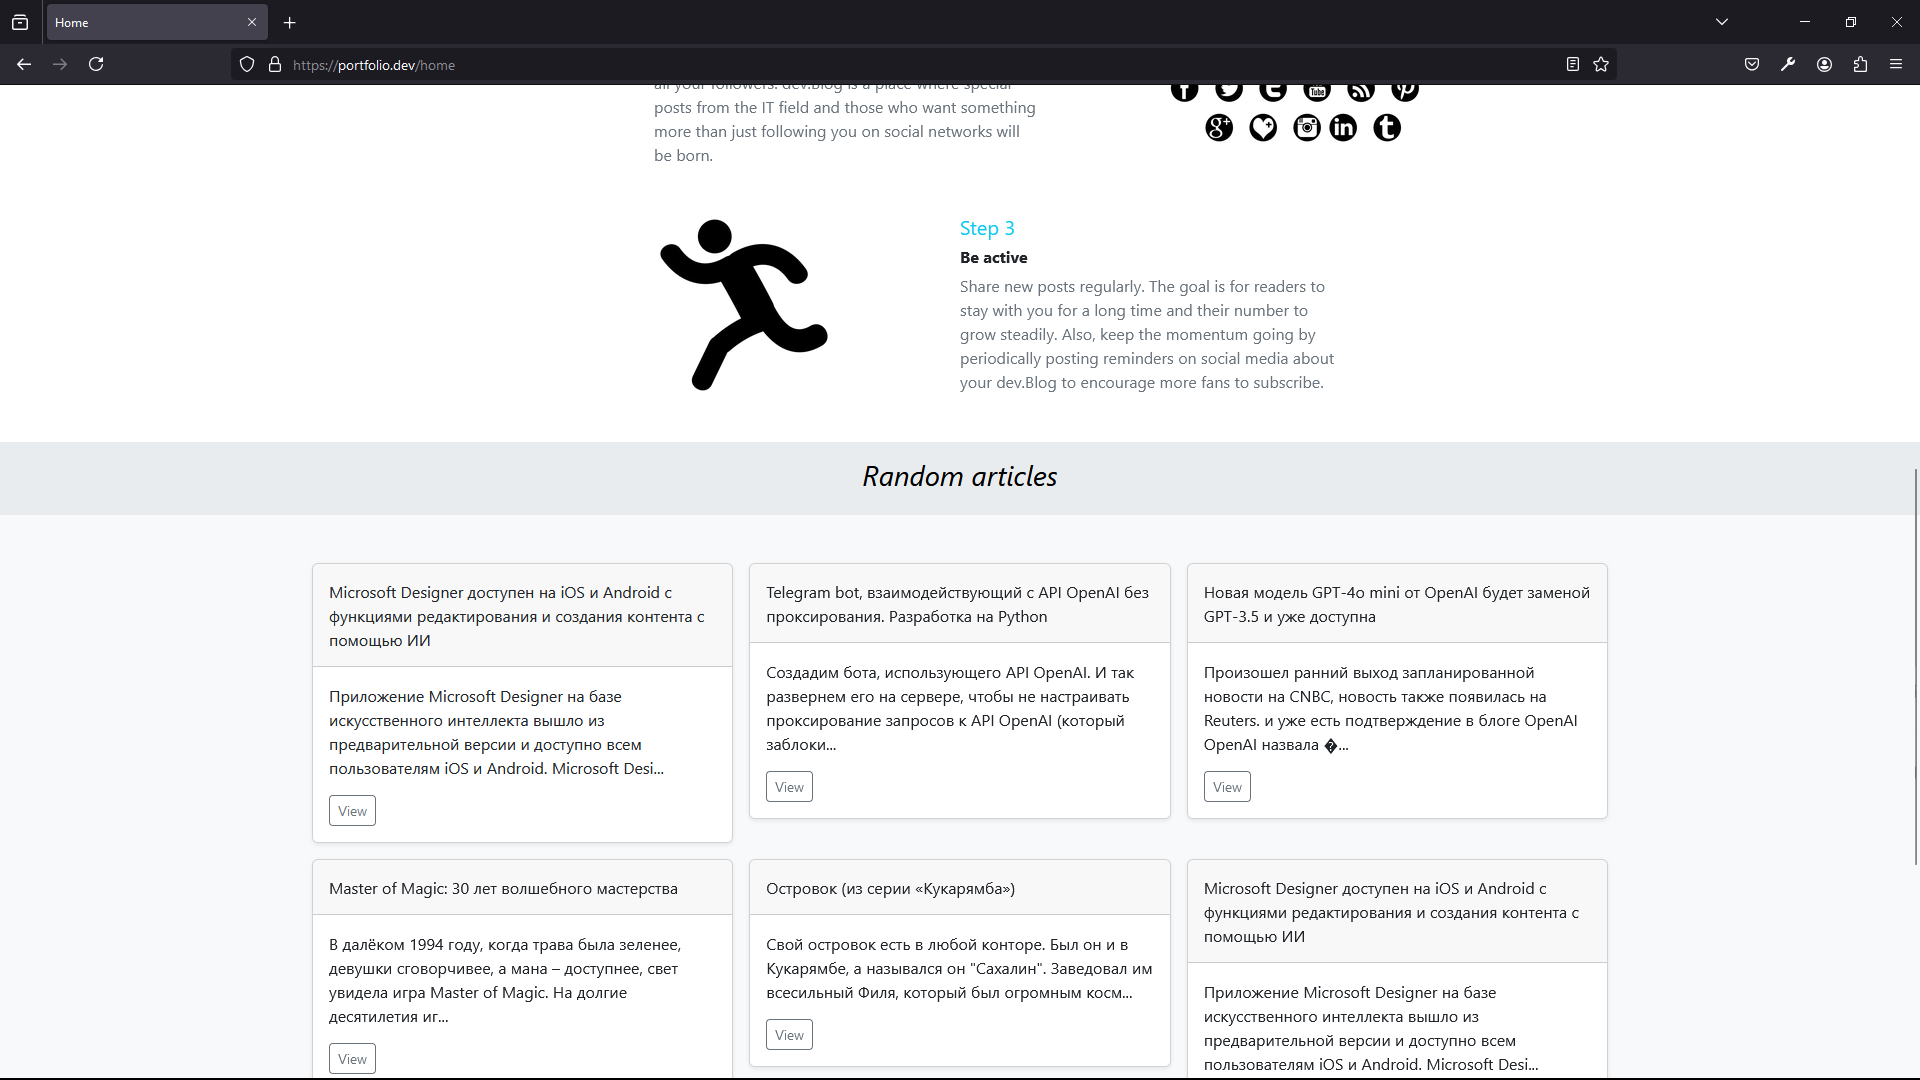 Home
https://portfolio.dev/home
all your followers. dev.Blog is a place where special
posts from the IT field and those who want something
more than just following you on social networks will
be born.
Step 3
Be active
Share new posts regularly. The goal is for readers to
stay with you for a long time and their number to
grow steadily. Also, keep the momentum going by
periodically posting reminders on social media about
your dev.Blog to encourage more fans to subscribe.
Random articles
Microsoft Designer доступен на iOS и Android с
функциями редактирования и создания контента с
помощью ИИ
Приложение Microsoft Designer на базе
искусственного интеллекта вышло из
предварительной версии и доступно всем
пользователям iOS и Android. Microsoft Desi...
View
Telegram bot, взаимодействующий с API OpenAI без
проксирования. Разработка на Python
Создадим бота, использующего API OpenAI. И так
развернем его на сервере, чтобы не настраивать
проксирование запросов к API OpenAI (который
заблоки...
View
Новая модель GPT-4o mini от OpenAI будет заменой
GPT-3.5 и уже доступна
Произошел ранний выход запланированной
новости на CNBC, новость также появилась на
Reuters. и уже есть подтверждение в блоге OpenAI
OpenAI назвала �...
View
Master of Magic: 30 лет волшебного мастерства
В далёком 1994 году, когда трава была зеленее,
девушки сговорчивее, а мана – доступнее, свет
увидела игра Master of Magic. На долгие
десятилетия иг...
View
Островок (из серии «Кукарямба»)
Свой островок есть в любой конторе. Был он и в
Кукарямбе, а назывался он "Сахалин". Заведовал им
всесильный Филя, который был огромным косм...
View
Microsoft Designer доступен на iOS и Android с
функциями редактирования и создания контента с
помощью ИИ
Приложение Microsoft Designer на базе
искусственного интеллекта вышло из
предварительной версии и доступно всем
пользователям iOS и Android. Microsoft Desi...